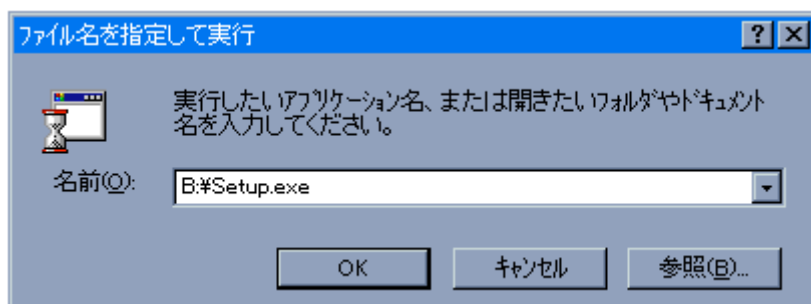 ファイル名を指定して実行
実行したいアプリケーション名、または開きたいフォルダやドキュメント
名を入力してください。
名前(O):
B:¥Setup.exe
OK
キャンセル
参照(B)...